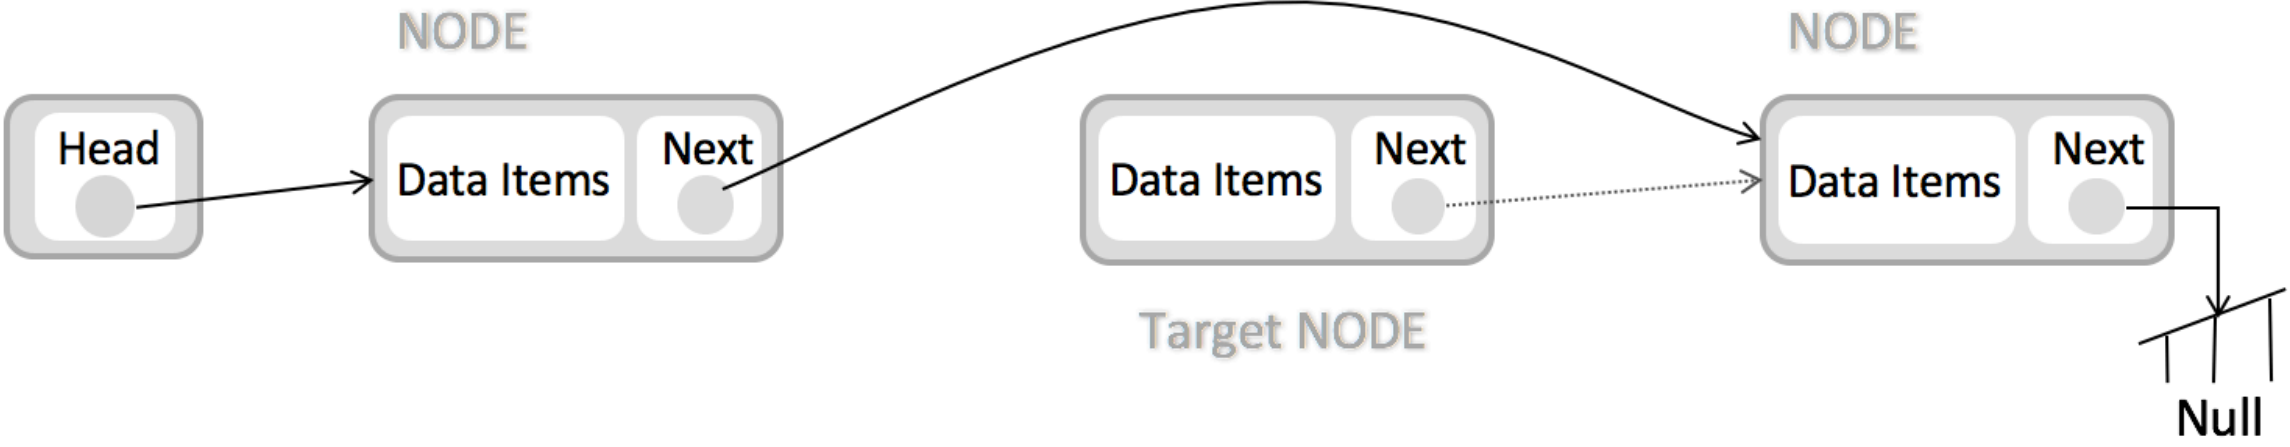 NODE
NODE
Head
Data Items
Next
Data Items
Next
Data Items
Next
Target NODE
Null